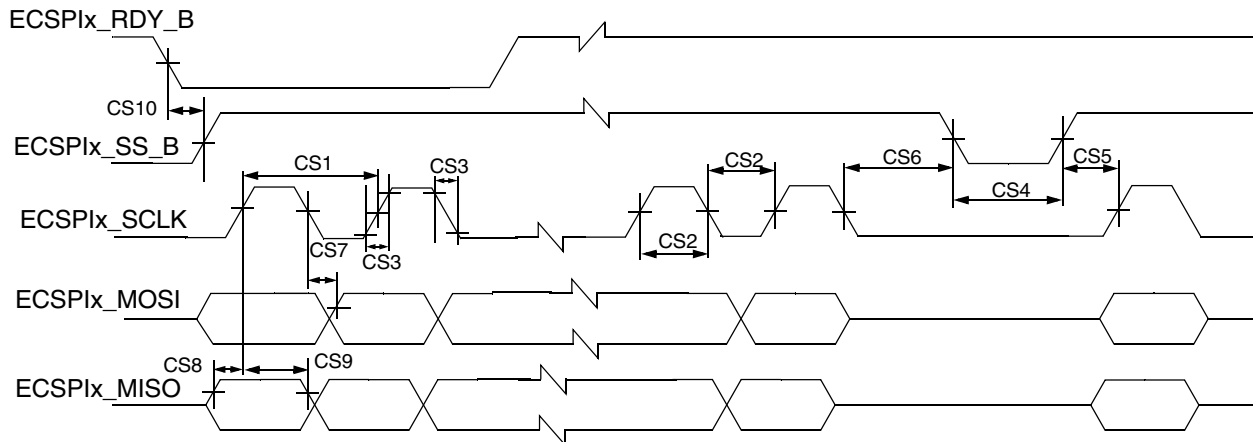 ECSPIx_RDY_B
CS10
ECSPIx_SS_B
CS1
CS3
CS2
CS6
CS5
CS4
ECSPIx_SCLK
CS7
CS3
CS2
ECSPIx_MOSI
CS8
CS9
ECSPIx_MISO